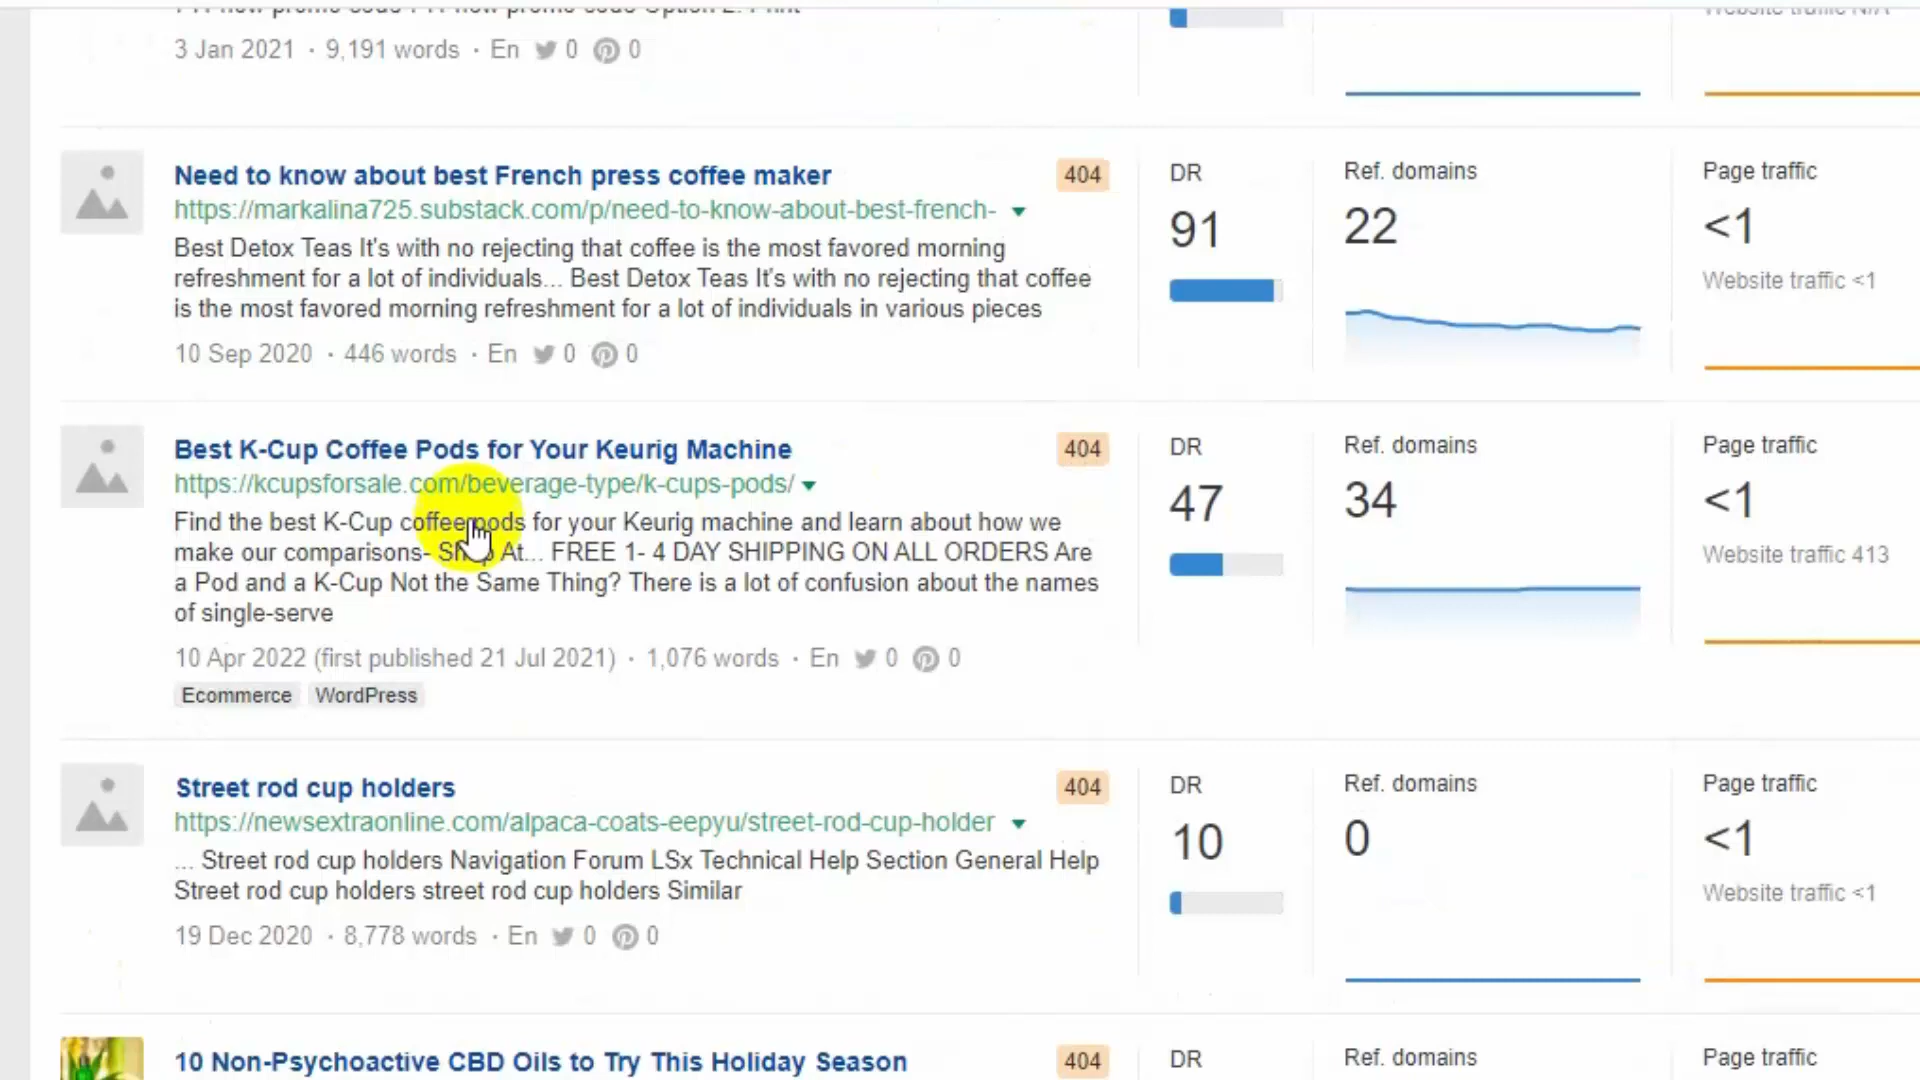 3 Jan 2021 · 9,191 words · En 0 0
Need to know about best French press coffee maker 404
https://markalina725.substack.com/p/need-to-know-about-best-french-
Best Detox Teas It's with no rejecting that coffee is the most favored morning
refreshment for a lot of individuals... Best Detox Teas It's with no rejecting that coffee
is the most favored morning refreshment for a lot of individuals in various pieces
10 Sep 2020 · 446 words · En 0 0
DR
91
Ref. domains
22
Page traffic
<1
Website traffic <1
Best K-Cup Coffee Pods for Your Keurig Machine 404
https://kcupsforsale.com/beverage-type/k-cups-pods/
Find the best K-Cup coffee pods for your Keurig machine and learn about how we
make our comparisons- Shop At... FREE 1- 4 DAY SHIPPING ON ALL ORDERS Are
a Pod and a K-Cup Not the Same Thing? There is a lot of confusion about the names
of single-serve
10 Apr 2022 (first published 21 Jul 2021) · 1,076 words · En 0 0
Ecommerce WordPress
DR
47
Ref. domains
34
Page traffic
<1
Website traffic 413
Street rod cup holders 404
https://newsextraonline.com/alpaca-coats-eepyu/street-rod-cup-holder
... Street rod cup holders Navigation Forum LSx Technical Help Section General Help
Street rod cup holders street rod cup holders Similar
19 Dec 2020 · 8,778 words · En 0 0
DR
10
Ref. domains
0
Page traffic
<1
Website traffic <1
10 Non-Psychoactive CBD Oils to Try This Holiday Season 404
DR
Ref. domains
Page traffic